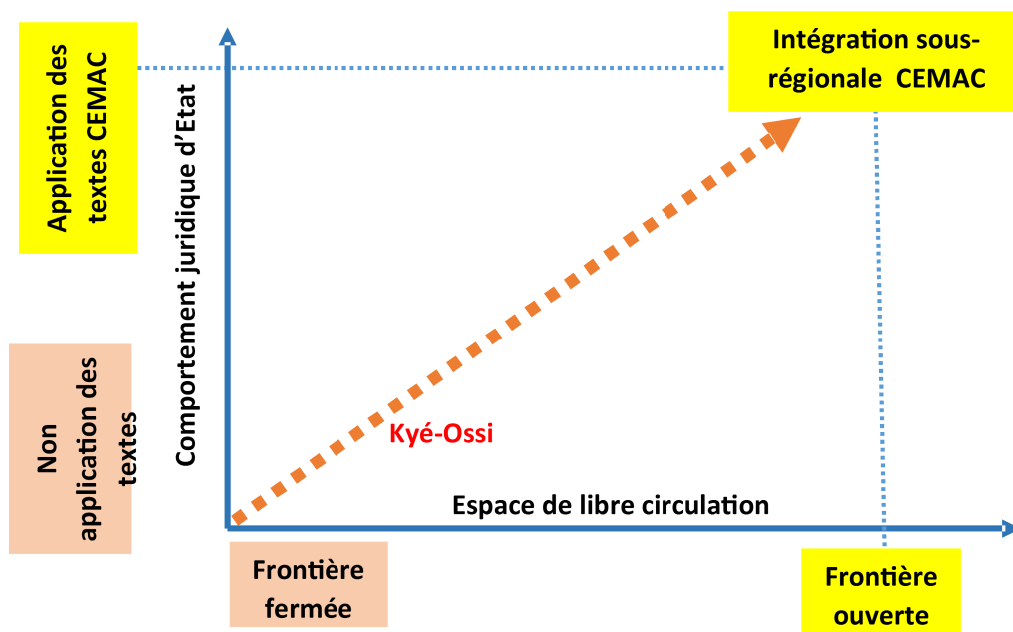 Application des
textes CEMAC
Non
application des
textes
Comportement juridique d’Etat
Intégration sous-
régionale CEMAC
Kyé-Ossi
Espace de libre circulation
Frontière
fermée
Frontière
ouverte